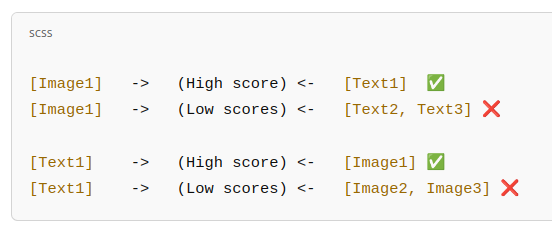 scss
[Image1] -> (High score) <- [Text1] ✅
[Image1] -> (Low scores) <- [Text2, Text3] ❌
[Text1] -> (High score) <- [Image1] ✅
[Text1] -> (Low scores) <- [Image2, Image3] ❌